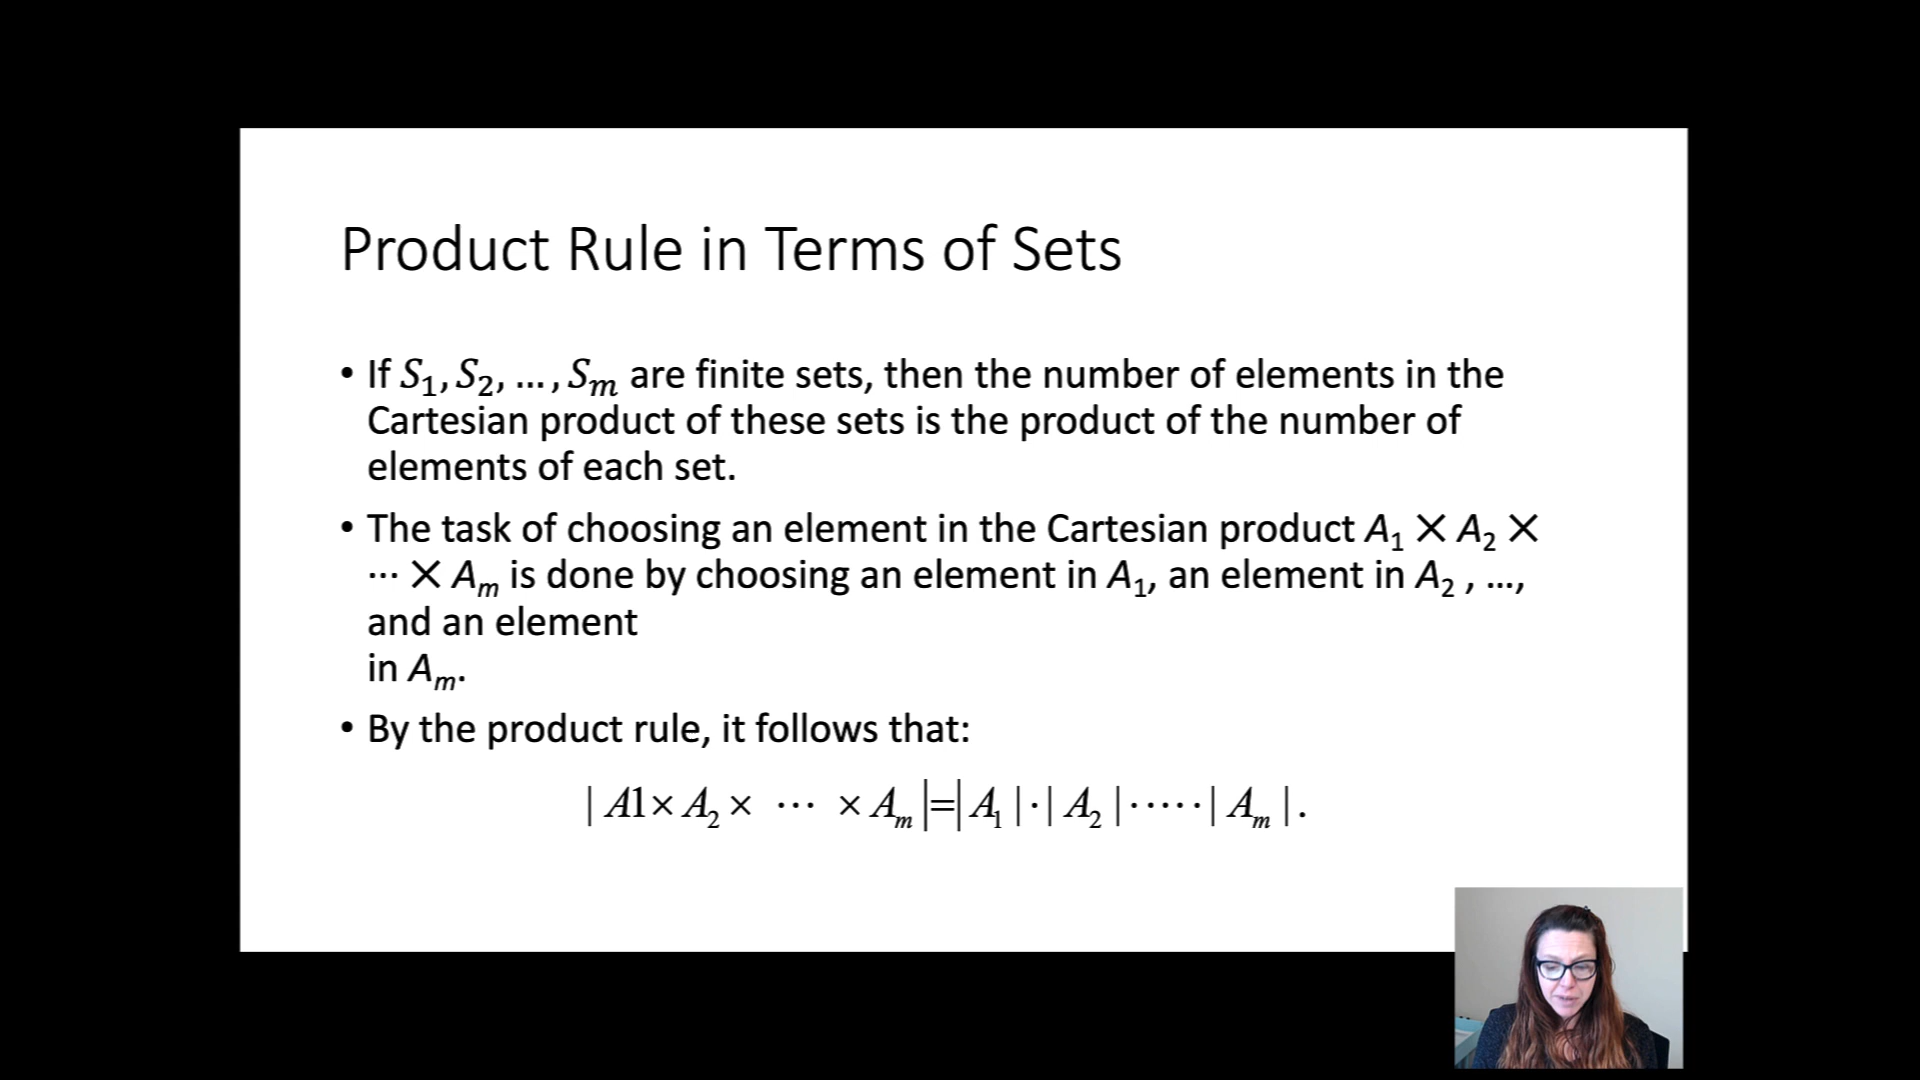 Product Rule in Terms of Sets
• If S₁, S₂, …, Sₘ are finite sets, then the number of elements in the
Cartesian product of these sets is the product of the number of
elements of each set.
• The task of choosing an element in the Cartesian product A₁ × A₂ ×
⋯ × Aₘ is done by choosing an element in A₁, an element in A₂ , …,
and an element
in Aₘ.
• By the product rule, it follows that:
| A1 × A₂ × ⋯ × Aₘ |=| A₁ | · | A₂ | ····· | Aₘ |.